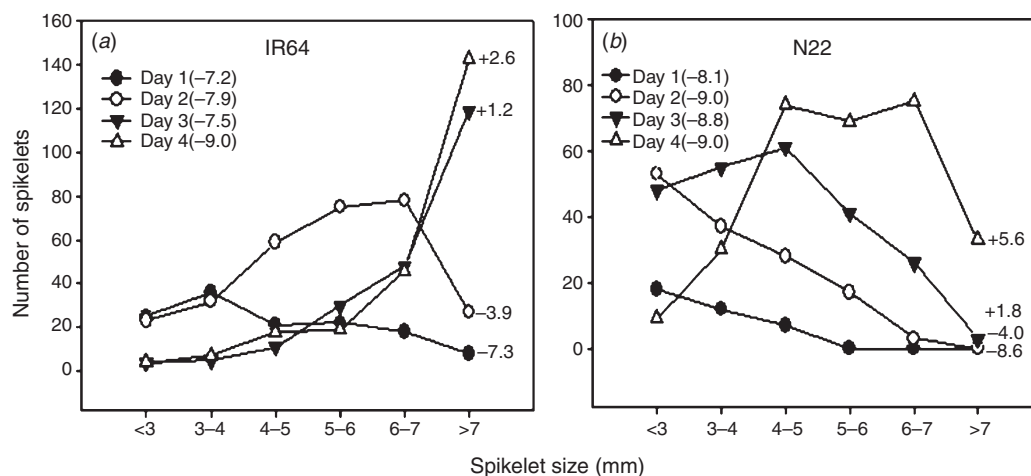 (a)
IR64
Day 1(–7.2)
Day 2(–7.9)
Day 3(–7.5)
Day 4(–9.0)
Number of spikelets
160
140
120
100
80
60
40
20
0
+2.6
+1.2
–3.9
–7.3
<3
3–4
4–5
5–6
6–7
>7
(b)
N22
Day 1(–8.1)
Day 2(–9.0)
Day 3(–8.8)
Day 4(–9.0)
100
80
60
40
20
0
+5.6
+1.8
–4.0
–8.6
<3
3–4
4–5
5–6
6–7
>7
Spikelet size (mm)